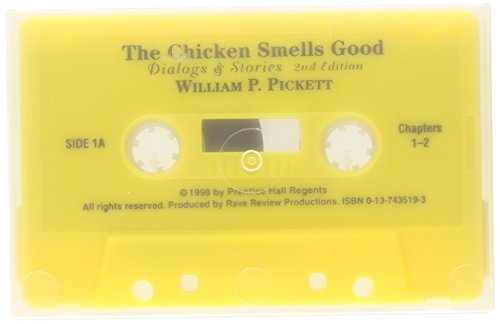 The Chicken Smells Good
Dialogs & Stories 2nd Edition
WILLIAM P. PICKETT
SIDE 1A
Chapters
1–2
© 1998 by Prentice Hall Regents
All rights reserved. Produced by Rave Review Productions. ISBN 0-13-743519-3